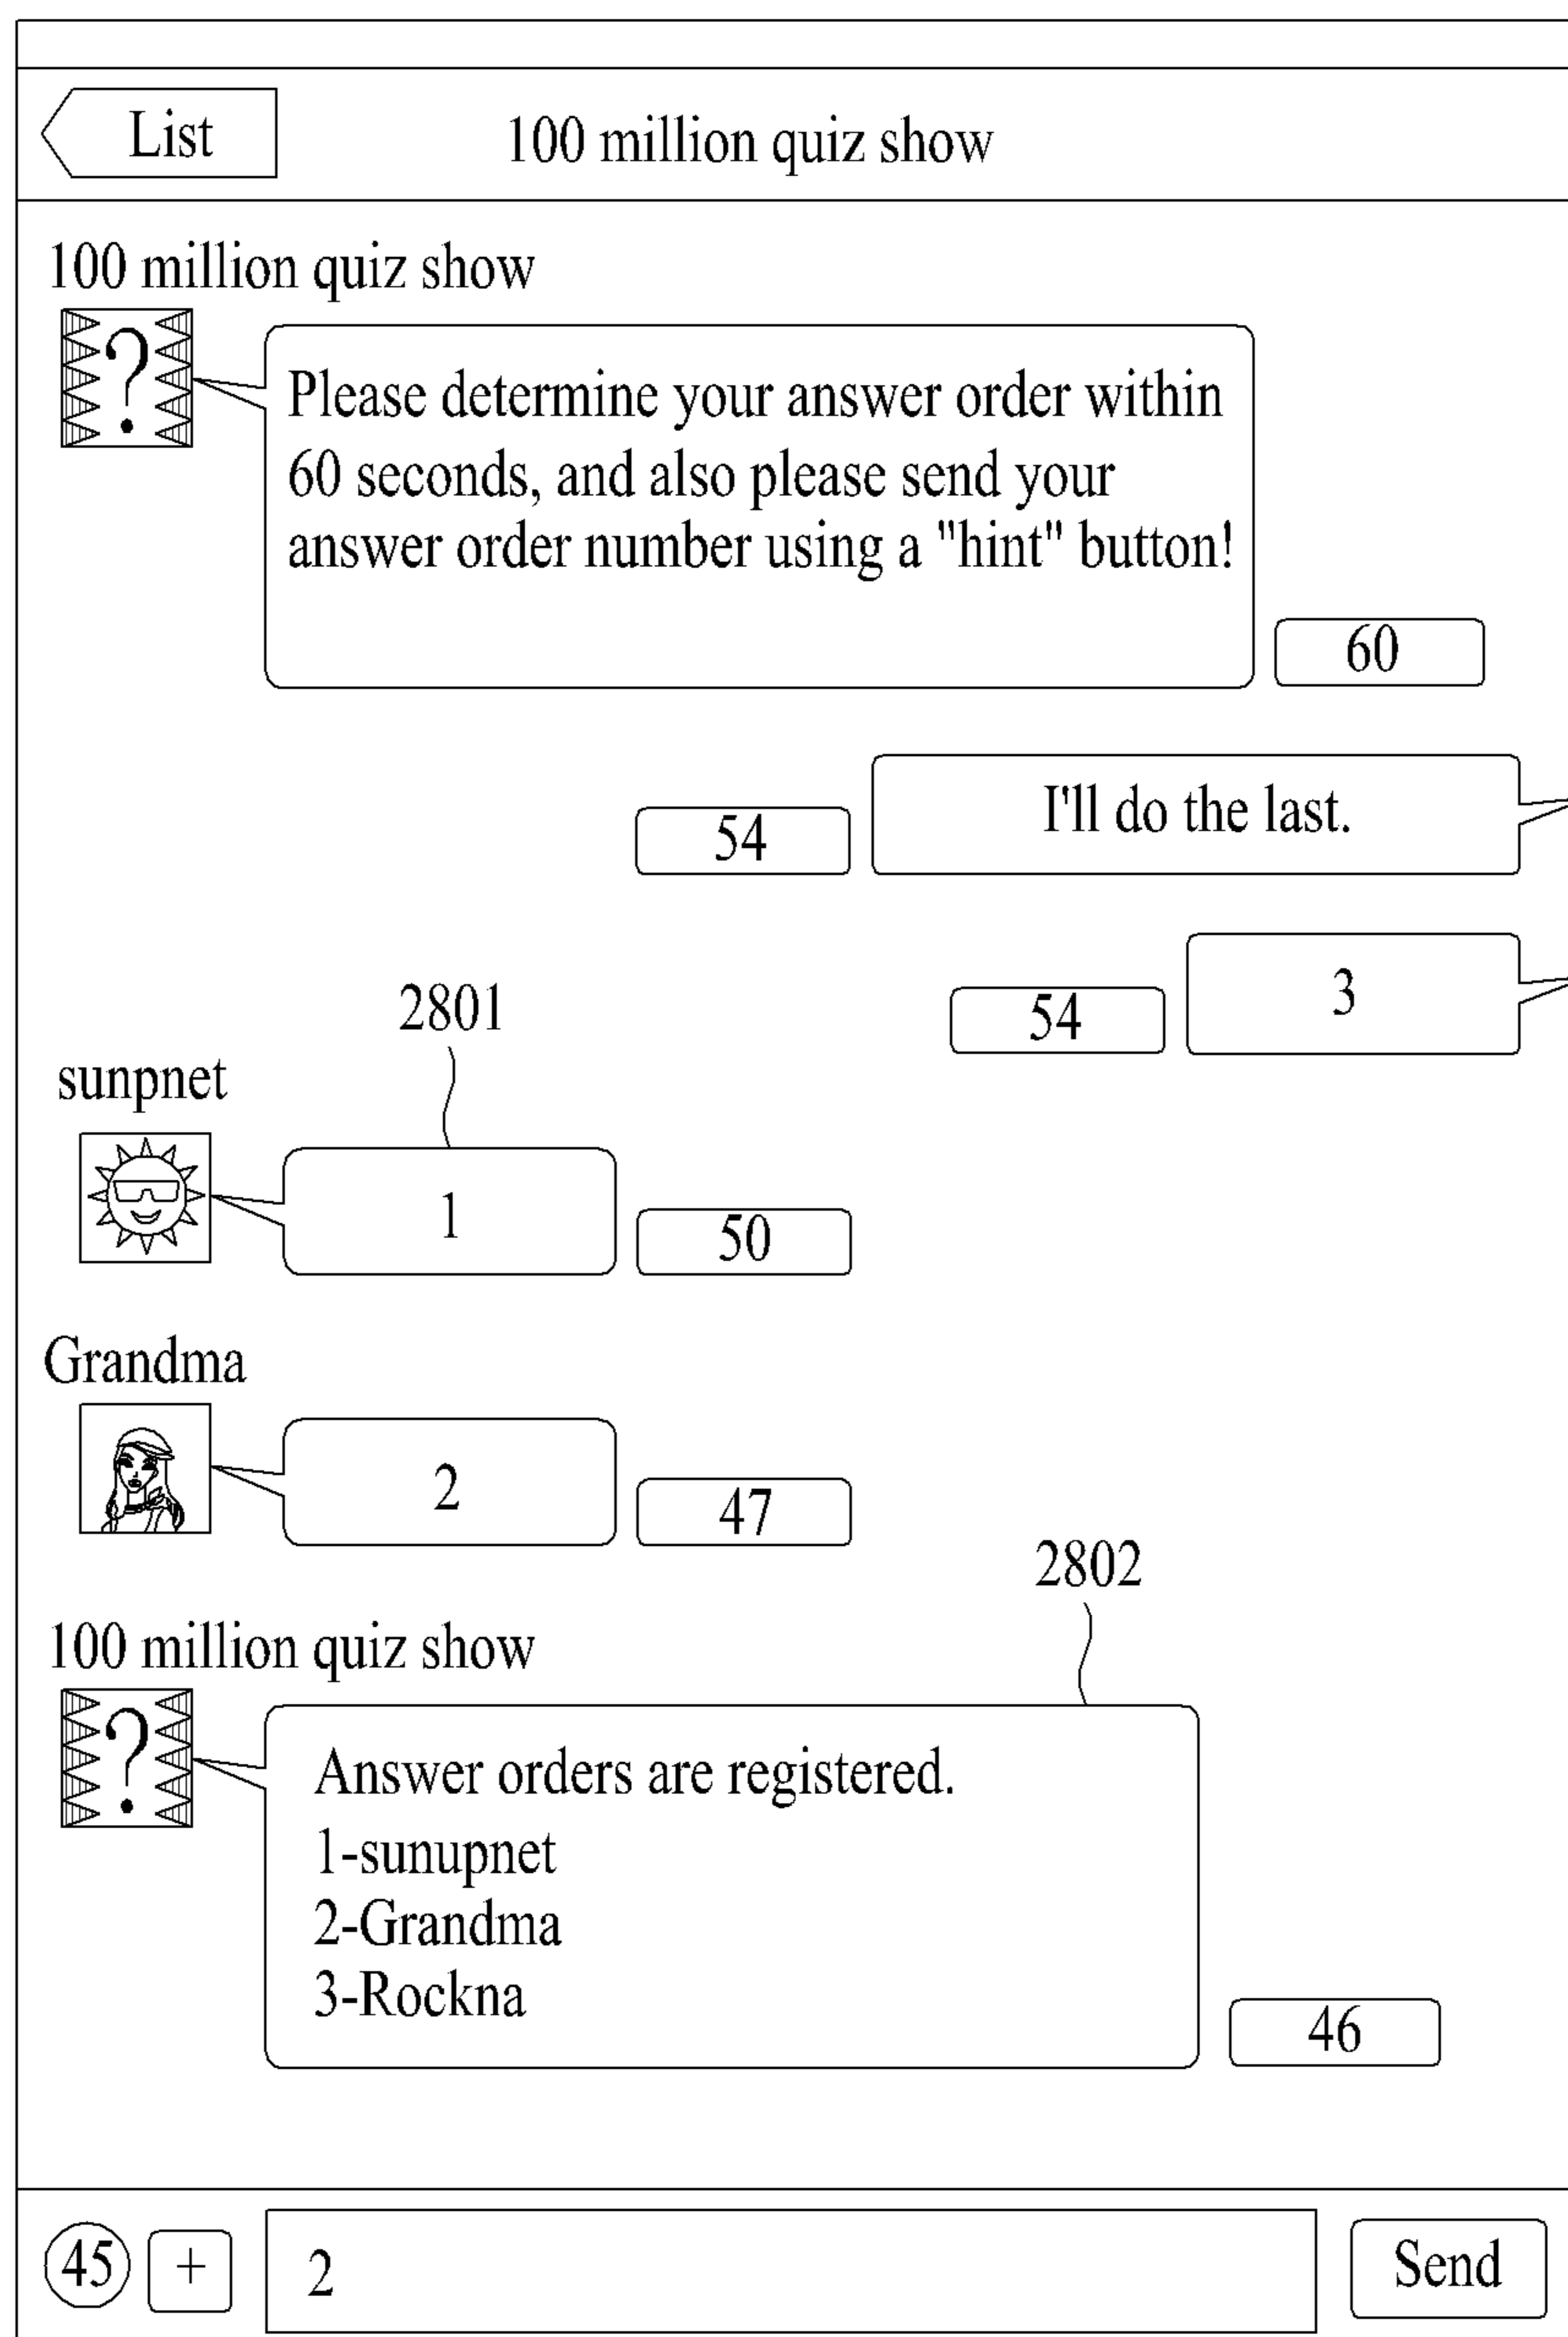 List
100 million quiz show
100 million quiz show
?
Please determine your answer order within
60 seconds, and also please send your
answer order number using a "hint" button!
60
I'll do the last.
54
3
54
2801
sunpnet
1
50
Grandma
2
47
2802
100 million quiz show
?
Answer orders are registered.
1-sunupnet
2-Grandma
3-Rockna
46
45 + 2 Send